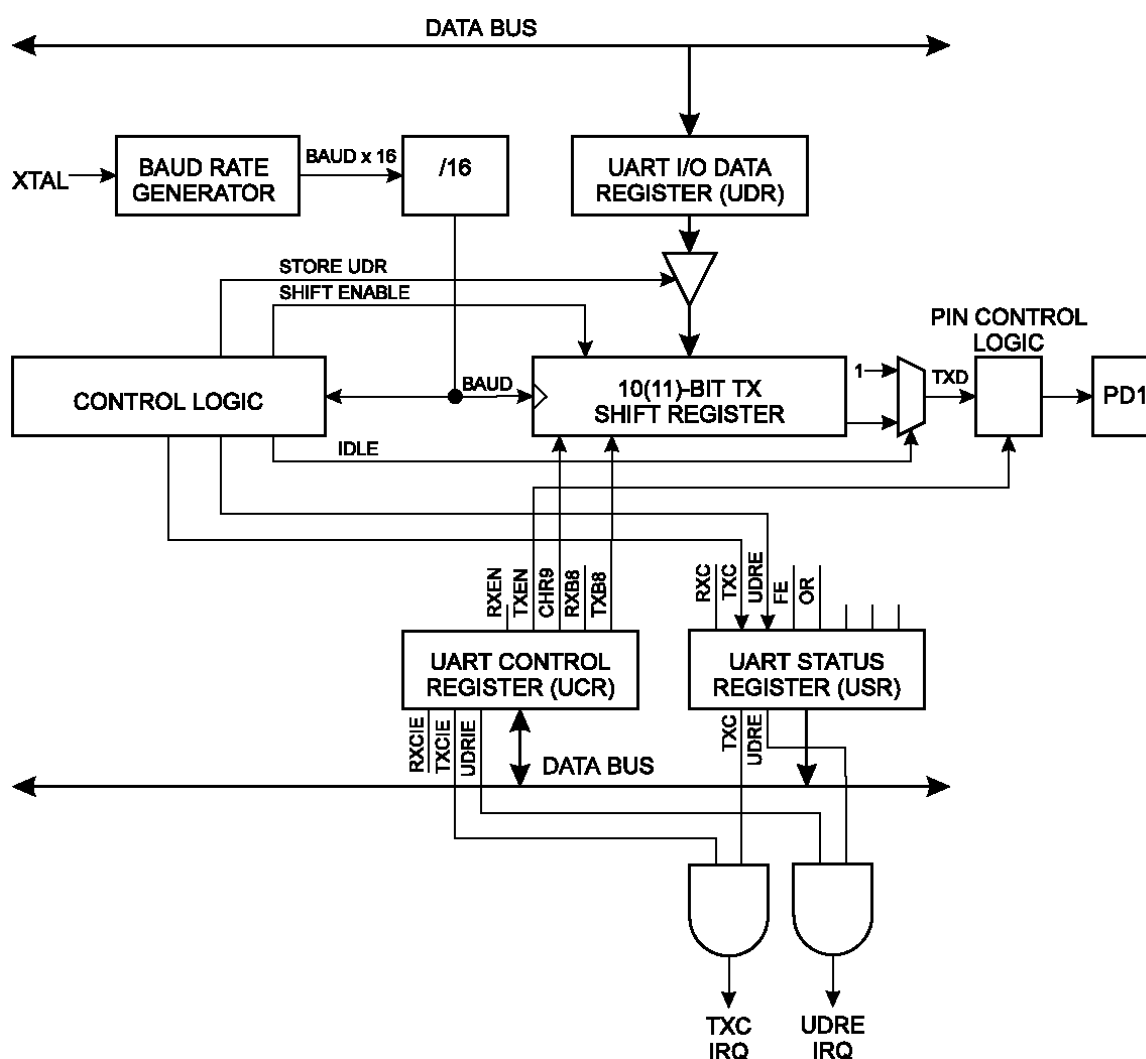 DATA BUS
XTAL
BAUD RATE
GENERATOR
BAUD x 16
/16
UART I/O DATA
REGISTER (UDR)
STORE UDR
SHIFT ENABLE
PIN CONTROL
LOGIC
CONTROL LOGIC
BAUD
10(11)-BIT TX
SHIFT REGISTER
1
TXD
PD1
IDLE
RXEN
TXEN
CHR9
RXB8
TXB8
RXC
TXC
UDRE
FE
OR
UART CONTROL
REGISTER (UCR)
UART STATUS
REGISTER (USR)
RXCIE
TXCIE
UDRIE
TXC
UDRE
DATA BUS
TXC
IRQ
UDRE
IRQ